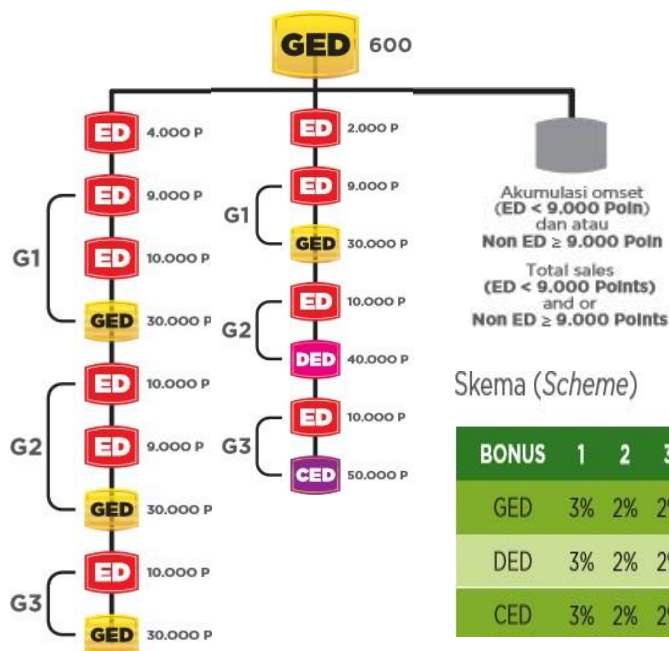 GED 600
ED 4.000 P
ED 9.000 P
G1
ED 10.000 P
GED 30.000 P
ED 10.000 P
G2
ED 9.000 P
GED 30.000 P
ED 10.000 P
G3
GED 30.000 P
ED 2.000 P
ED 9.000 P
G1
GED 30.000 P
ED 10.000 P
G2
DED 40.000 P
ED 10.000 P
G3
CED 50.000 P
Akumulasi omset
(ED < 9.000 Poin)
dan atau
Non ED ≥ 9.000 Poin
Total sales
(ED < 9.000 Points)
and or
Non ED ≥ 9.000 Points
Skema (Scheme)
BONUS 1 2
GED 3% 2%
DED 3% 2%
CED 3% 2%